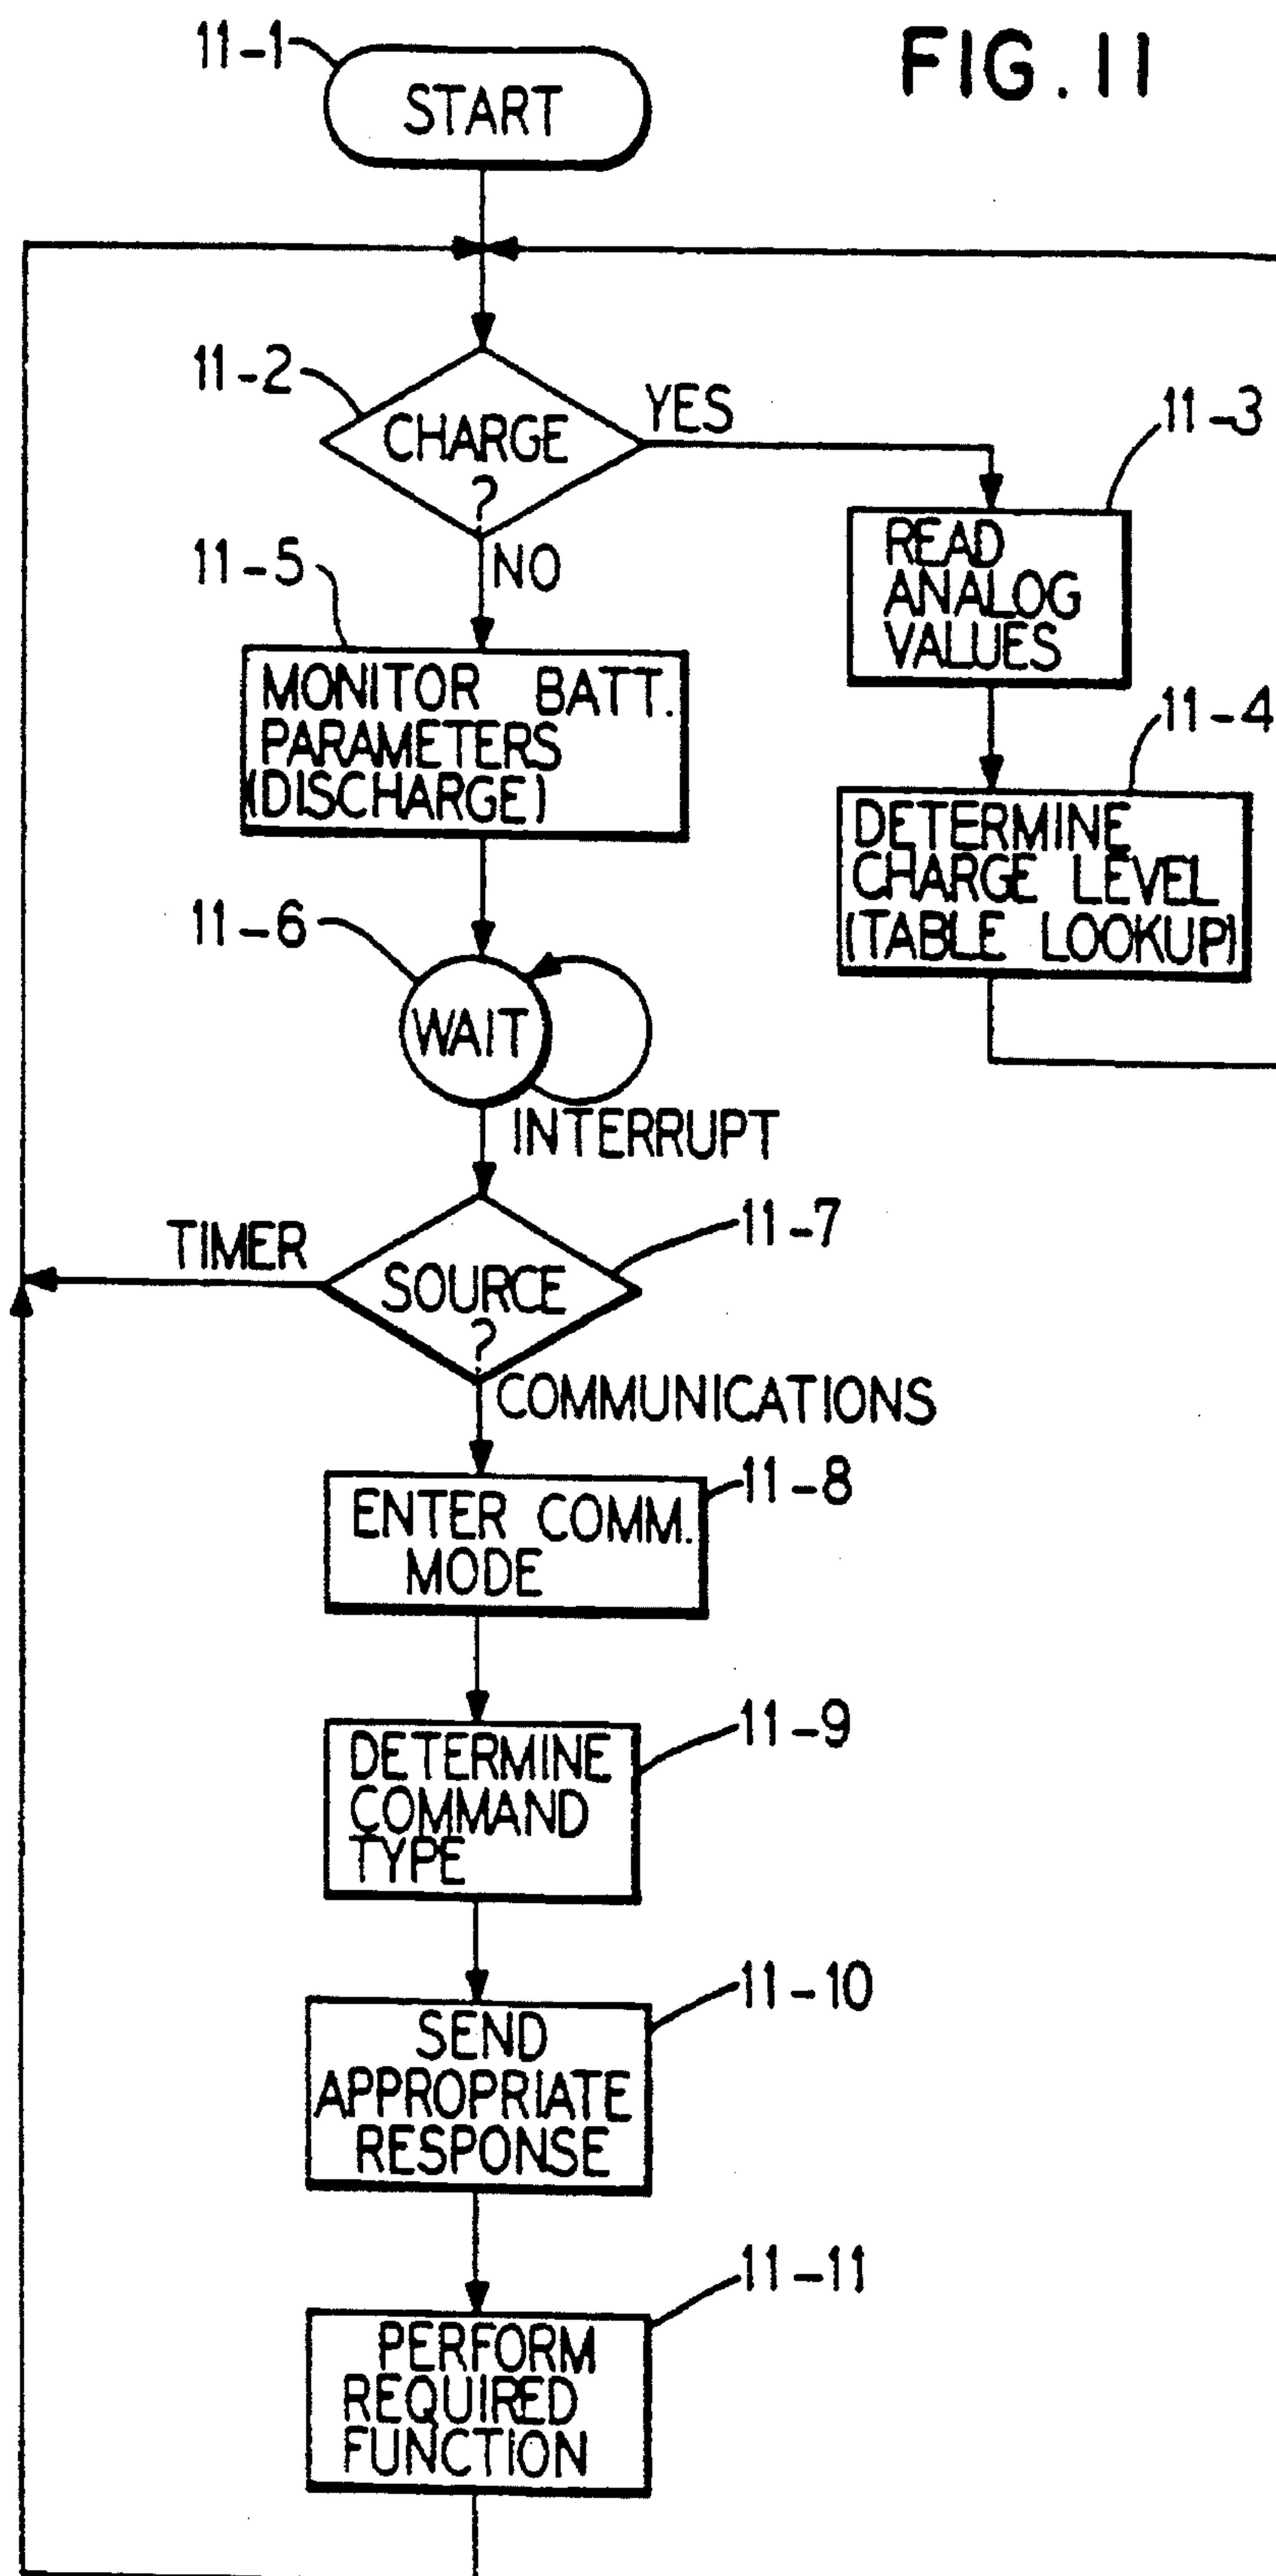 FIG. 11
11-1
START
11-2
CHARGE
?
YES
NO
11-3
READ
ANALOG
VALUES
11-4
DETERMINE
CHARGE LEVEL
(TABLE LOOKUP)
11-5
MONITOR BATT.
PARAMETERS
(DISCHARGE)
11-6
WAIT
INTERRUPT
11-7
SOURCE
?
TIMER
COMMUNICATIONS
11-8
ENTER COMM.
MODE
11-9
DETERMINE
COMMAND
TYPE
11-10
SEND
APPROPRIATE
RESPONSE
11-11
PERFORM
REQUIRED
FUNCTION